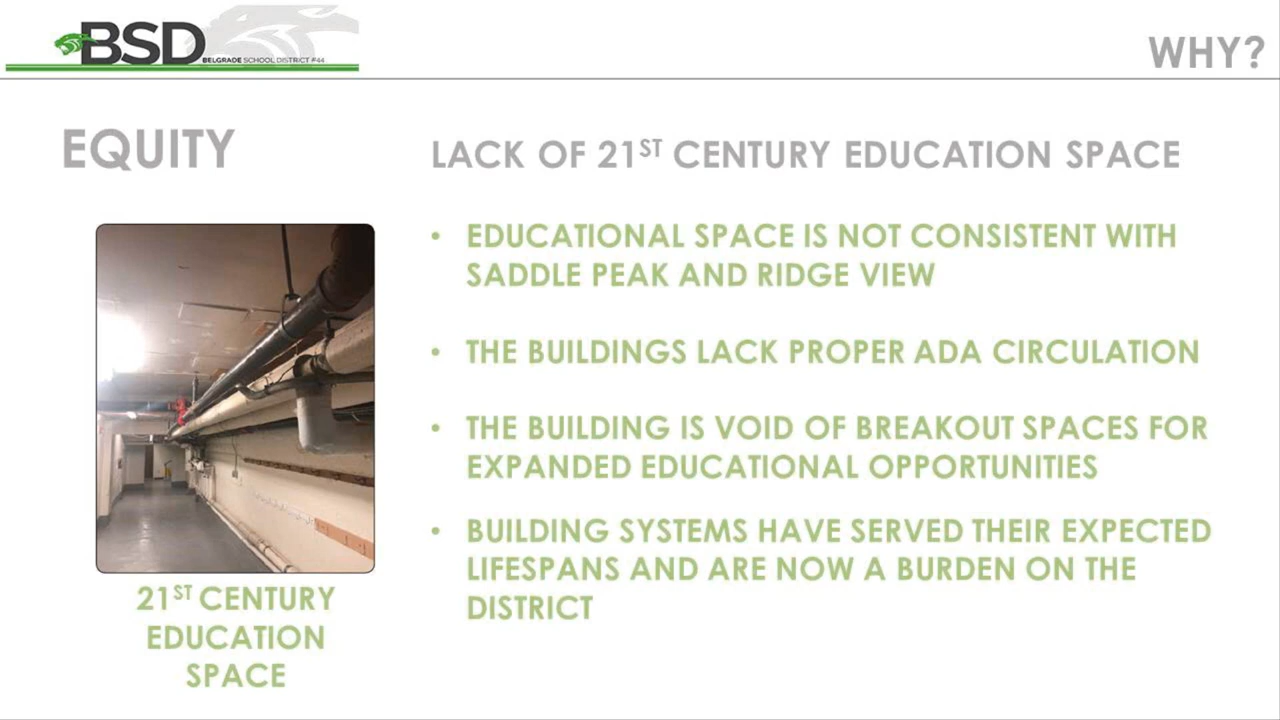 BSD
BELGRADE SCHOOL DISTRICT #44
WHY?
EQUITY
LACK OF 21ST CENTURY EDUCATION SPACE
• EDUCATIONAL SPACE IS NOT CONSISTENT WITH
SADDLE PEAK AND RIDGE VIEW
• THE BUILDINGS LACK PROPER ADA CIRCULATION
• THE BUILDING IS VOID OF BREAKOUT SPACES FOR
EXPANDED EDUCATIONAL OPPORTUNITIES
• BUILDING SYSTEMS HAVE SERVED THEIR EXPECTED
LIFESPANS AND ARE NOW A BURDEN ON THE
DISTRICT
21ST CENTURY
EDUCATION
SPACE